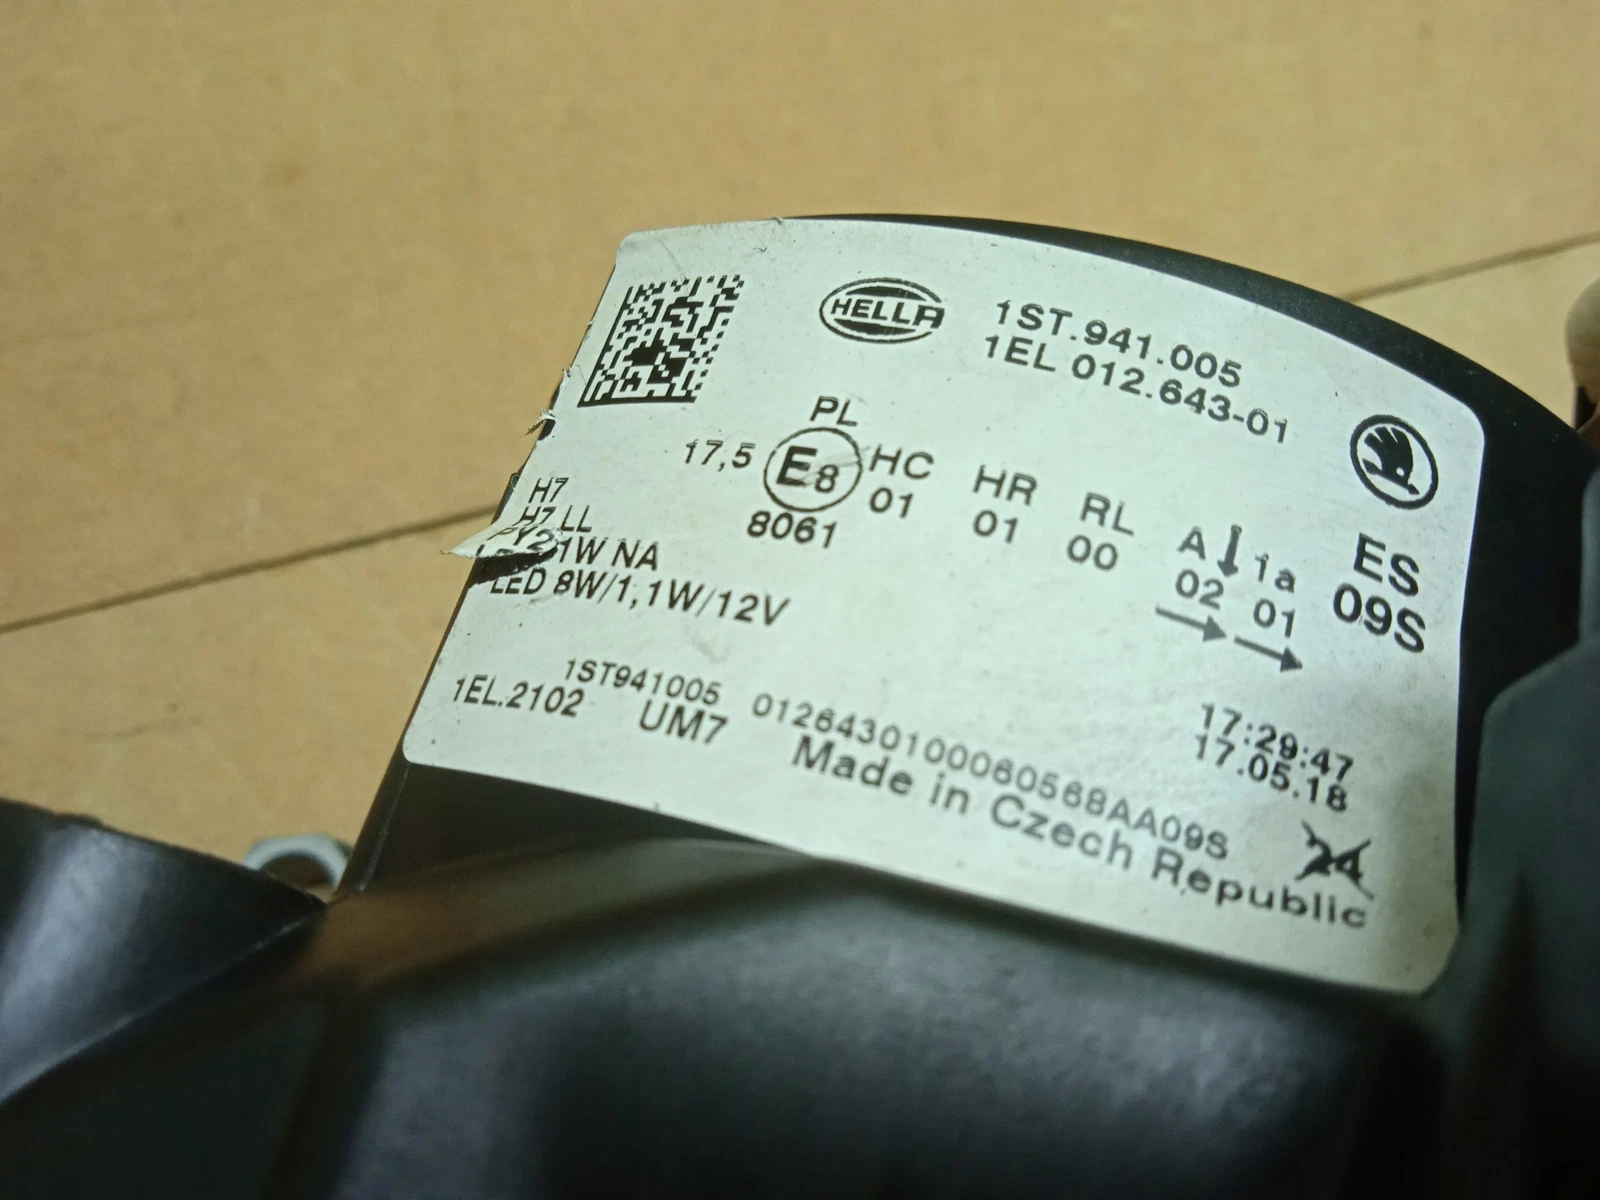 HELLA
1ST.941.005
1EL 012.643-01
PL
17,5 E8 HC HR RL A 1a
8061 01 01 00 02 01
ES
09S
H7
H7 LL
PY21W NA
LED 8W/1,1W/12V
1ST941005 0126430100060568AA09S
1EL.2102 UM7 Made in Czech Republic
17:29:47
17.05.18
24